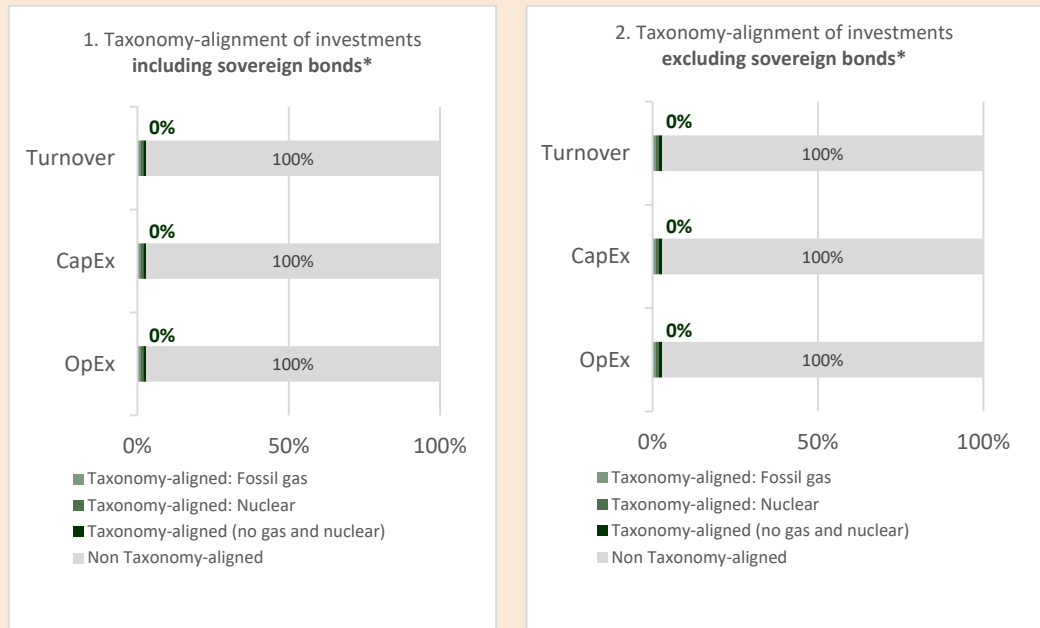 1. Taxonomy-alignment of investments
including sovereign bonds*
0%
Turnover
100%
0%
CapEx
100%
0%
OpEx
100%
0%
50%
100%
Taxonomy-aligned: Fossil gas
Taxonomy-aligned: Nuclear
Taxonomy-aligned (no gas and nuclear)
Non Taxonomy-aligned
2. Taxonomy-alignment of investments
excluding sovereign bonds*
0%
Turnover
100%
0%
CapEx
100%
0%
OpEx
100%
0%
50%
100%
Taxonomy-aligned: Fossil gas
Taxonomy-aligned: Nuclear
Taxonomy-aligned (no gas and nuclear)
Non Taxonomy-aligned